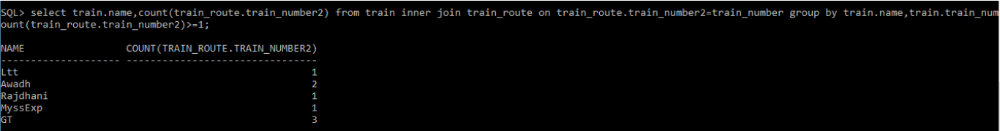 SQL> select train.name,count(train_route.train_number2) from train inner join train_route on train_route.train_number2=train_number group by train.name,train.train_num
ount(train_route.train_number2)>=1;
NAME COUNT(TRAIN_ROUTE.TRAIN_NUMBER2)
-------------------- --------------------------------
Ltt 1
Awadh 2
Rajdhani 1
MyssExp 1
GT 3